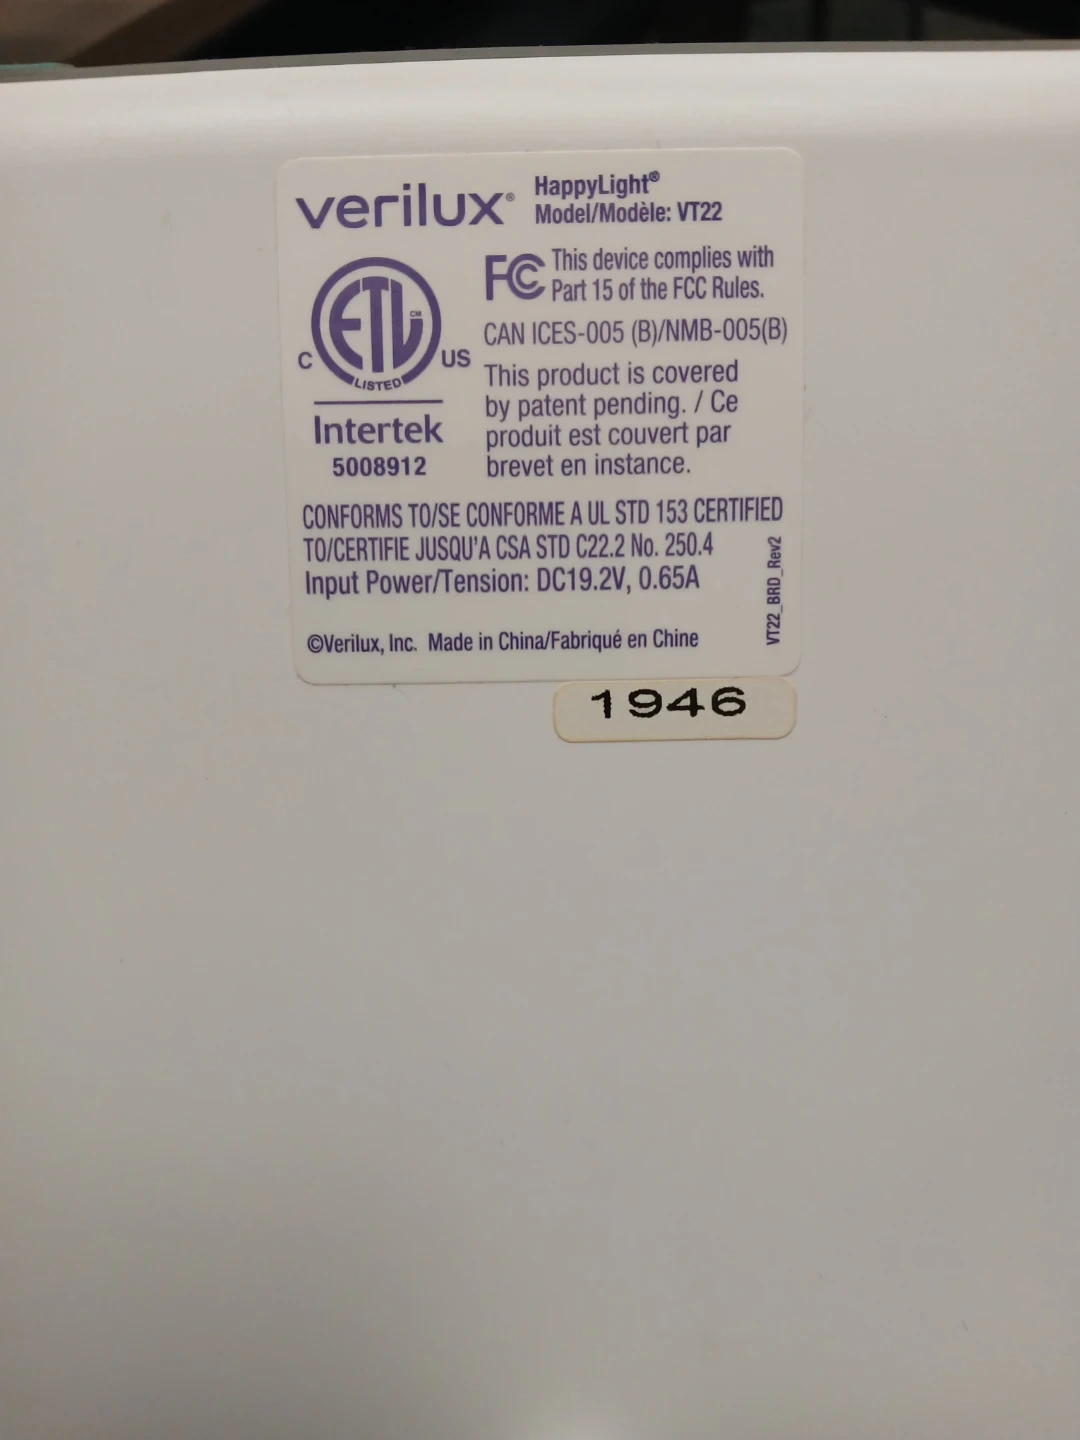 verilux®
HappyLight®
Model/Modèle: VT22
ETL CM
LISTED
C
US
Intertek
5008912
FC This device complies with
Part 15 of the FCC Rules.
CAN ICES-005 (B)/NMB-005(B)
This product is covered
by patent pending. / Ce
produit est couvert par
brevet en instance.
CONFORMS TO/SE CONFORME A UL STD 153 CERTIFIED
TO/CERTIFIE JUSQU'A CSA STD C22.2 No. 250.4
Input Power/Tension: DC19.2V, 0.65A
©Verilux, Inc. Made in China/Fabriqué en Chine
VT22_BRD_Rev2
1946